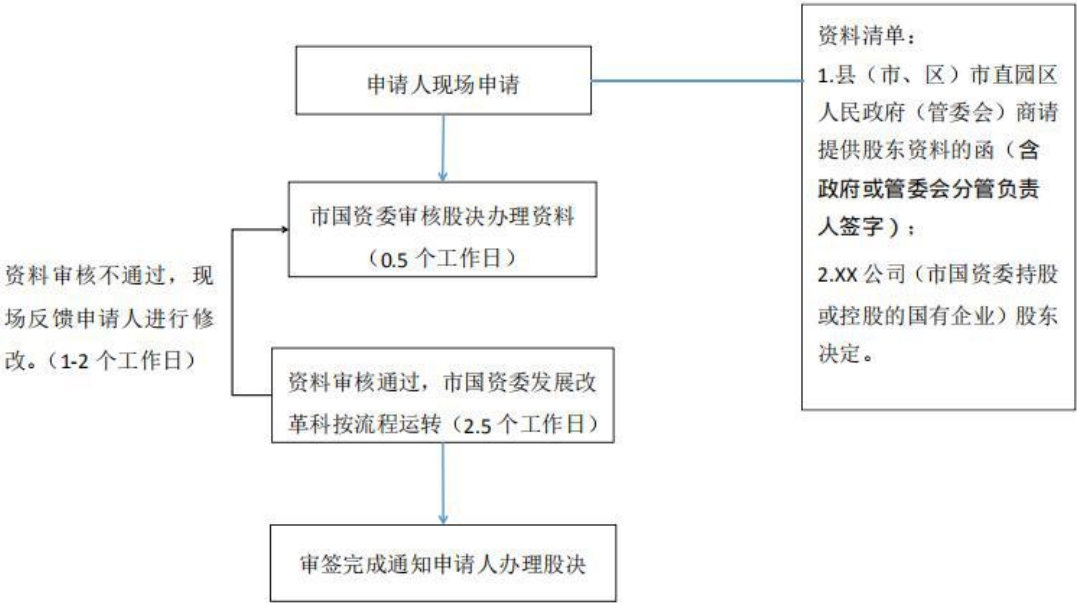 申请人现场申请
市国资委审核股决办理资料
（0.5 个工作日）
资料审核不通过，现
场反馈申请人进行修
改。（1-2 个工作日）
资料审核通过，市国资委发展改
革科按流程运转（2.5 个工作日）
审签完成通知申请人办理股决
资料清单：
1.县（市、区）市直园区
人民政府（管委会）商请
提供股东资料的函（含
政府或管委会分管负责
人签字）；
2.XX 公司（市国资委持股
或控股的国有企业）股东
决定。